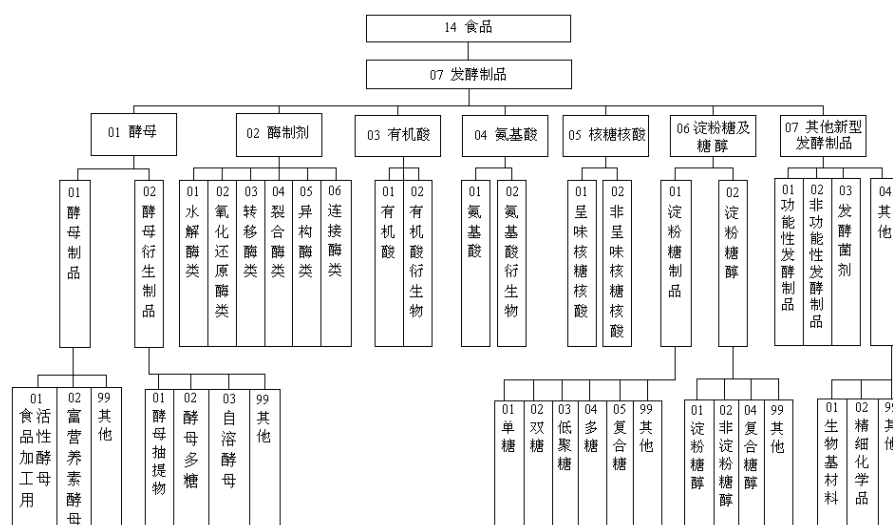 14 食品
07 发酵制品
01 酵母
02 酶制剂
03 有机酸
04 氨基酸
05 核糖核酸
06 淀粉糖及
糖醇
07 其他新型
发酵制品
01 酵母制品
02 酵母衍生制品
01 水解酶类
02 氧化还原酶类
03 转移酶类
04 裂合酶类
05 异构酶类
06 连接酶类
01 有机酸
02 有机酸衍生物
01 氨基酸
02 氨基酸衍生物
01 呈味核糖核酸
02 非呈味核糖核酸
01 淀粉糖制品
02 淀粉糖醇
01 功能性发酵制品
02 非功能性发酵制品
03 发酵菌剂
04 其他
01 食品加工用
活性酵母
02 富营养素酵母
99 其他
01 酵母抽提物
02 酵母多糖
03 自溶酵母
99 其他
01 单糖
02 双糖
03 低聚糖
04 多糖
05 复合糖
99 其他
01 淀粉糖醇
02 非淀粉糖醇
04 复合糖醇
99 其他
01 生物基材料
02 精细化学品
99 其他